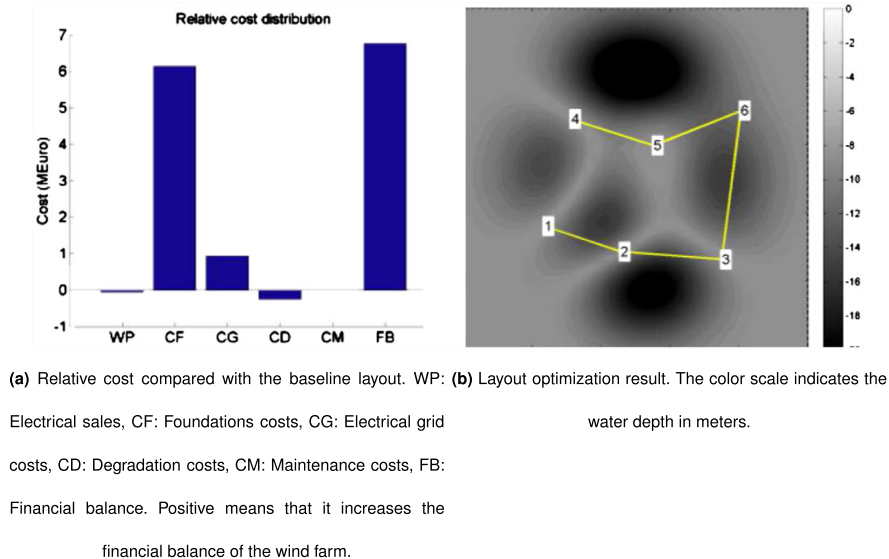 Relative cost distribution
Cost (MEuro)
7
6
5
4
3
2
1
0
-1
WP CF CG CD CM FB
4
5
6
1
2
3
0
-2
-4
-6
-8
-10
-12
-14
-16
-18
(a) Relative cost compared with the baseline layout. WP:
Electrical sales, CF: Foundations costs, CG: Electrical grid
costs, CD: Degradation costs, CM: Maintenance costs, FB:
Financial balance. Positive means that it increases the
financial balance of the wind farm.
(b) Layout optimization result. The color scale indicates the
water depth in meters.